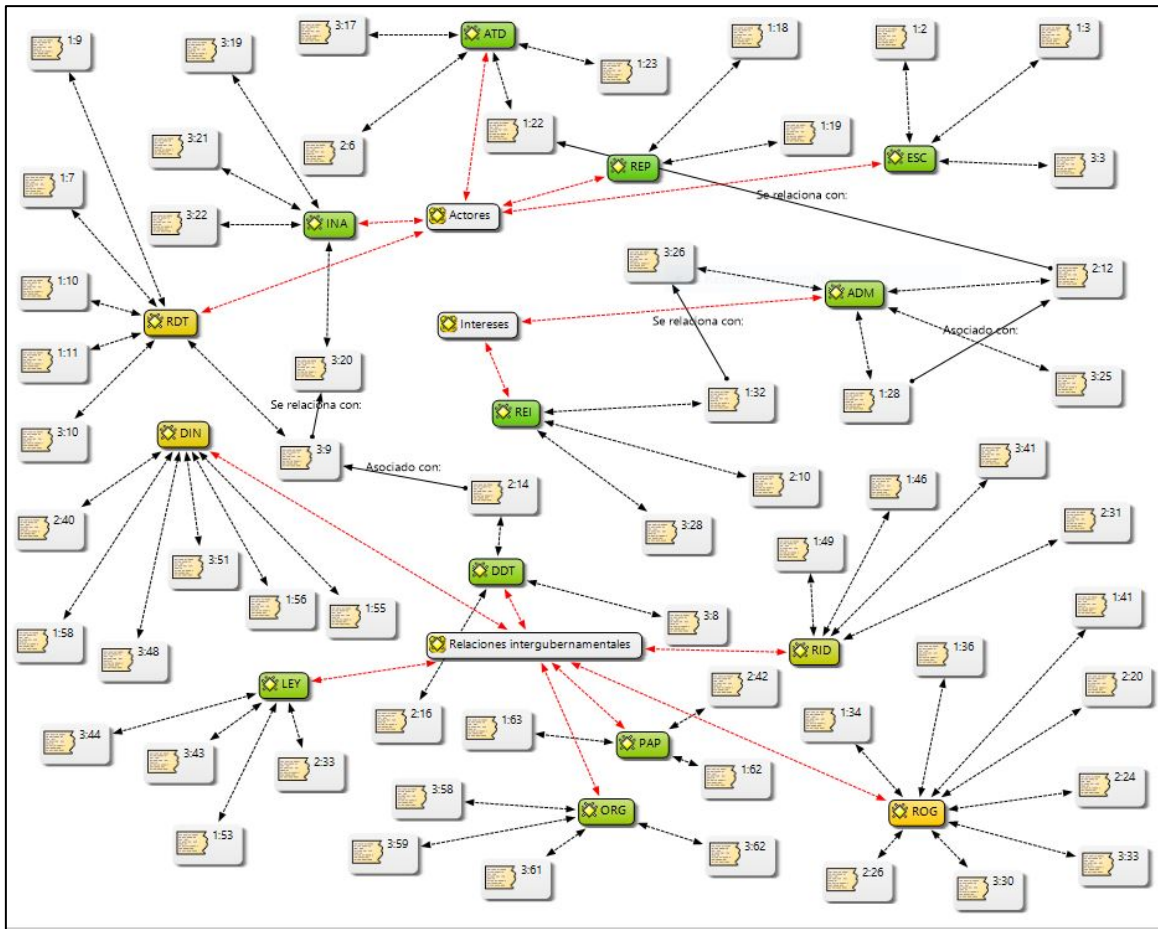 3:17
ATD
1:18
1:2
1:3
1:9
3:19
1:23
3:21
2:6
1:22
1:19
1:7
REP
ESC
3:3
Se relaciona con:
3:22
INA
Actores
3:26
2:12
1:10
ADM
RDT
Intereses
Se relaciona con:
Asociado con:
1:11
3:20
3:25
1:32
1:28
Se relaciona con:
REI
3:10
DIN
3:9
Asociado con:
3:41
2:14
2:10
1:46
2:40
3:28
2:31
3:51
1:49
DDT
1:56
1:55
1:41
1:58
3:48
3:8
Relaciones intergubernamentales
RID
1:36
LEY
2:42
2:20
2:16
1:63
1:34
3:44
3:43
2:33
PAP
1:62
2:24
3:58
ORG
ROG
1:53
3:59
3:62
3:33
3:61
2:26
3:30